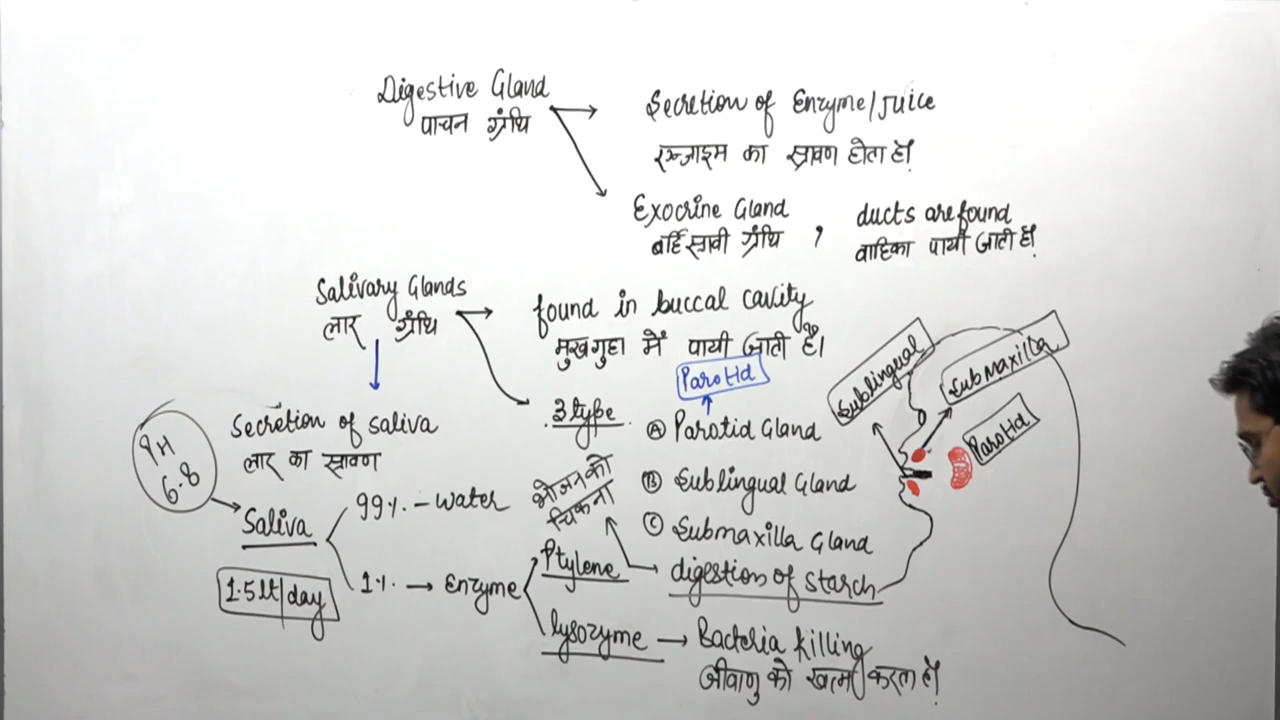 Digestive Gland
पाचन ग्रंथि
Secretion of Enzyme/Juice
एन्जाइम का स्रावण होता है।
Exocrine Gland , ducts are found
बर्हिस्रावी ग्रंथि , वाहिका पायी जाती है।
Salivary Glands
लार ग्रंथि
found in buccal cavity
मुखगुहा में पायी जाती है।
Parotid
3 type
Ⓐ Parotid Gland
Ⓑ Sublingual Gland
Ⓒ Submaxilla Gland
Sublingual
Submaxilla
Parotid
Secretion of saliva
लार का स्रावण
PH
6.8
Saliva
1.5 lt/day
99% - Water
1% → Enzyme
Ptylene → digestion of starch
भोजन को
चिकना
lysozyme → Bacteria killing
जीवाणु को खत्म करता है।